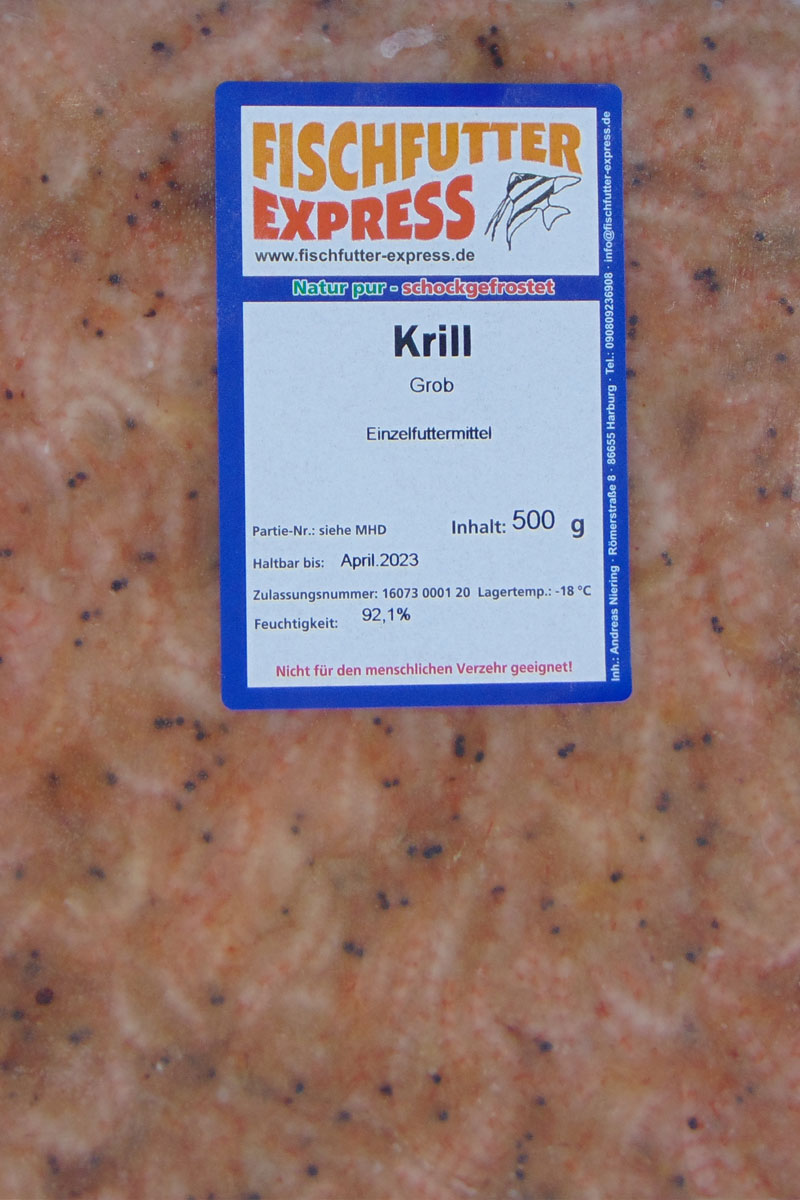 FISCHFUTTER
EXPRESS
www.fischfutter-express.de
Natur pur - schockgefrostet
Krill
Grob
Einzelfuttermittel
Partie-Nr.: siehe MHD Inhalt: 500 g
Haltbar bis: April.2023
Zulassungsnummer: 16073 0001 20 Lagertemp.: -18 °C
Feuchtigkeit: 92,1%
Nicht für den menschlichen Verzehr geeignet!
Inh.: Andreas Niering · Römerstraße 8 · 86655 Harburg · Tel.: 090809236908 · info@fischfutter-express.de